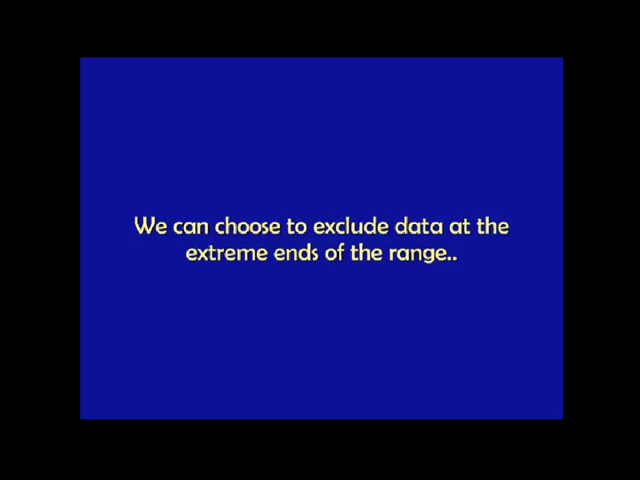 We can choose to exclude data at the
extreme ends of the range..